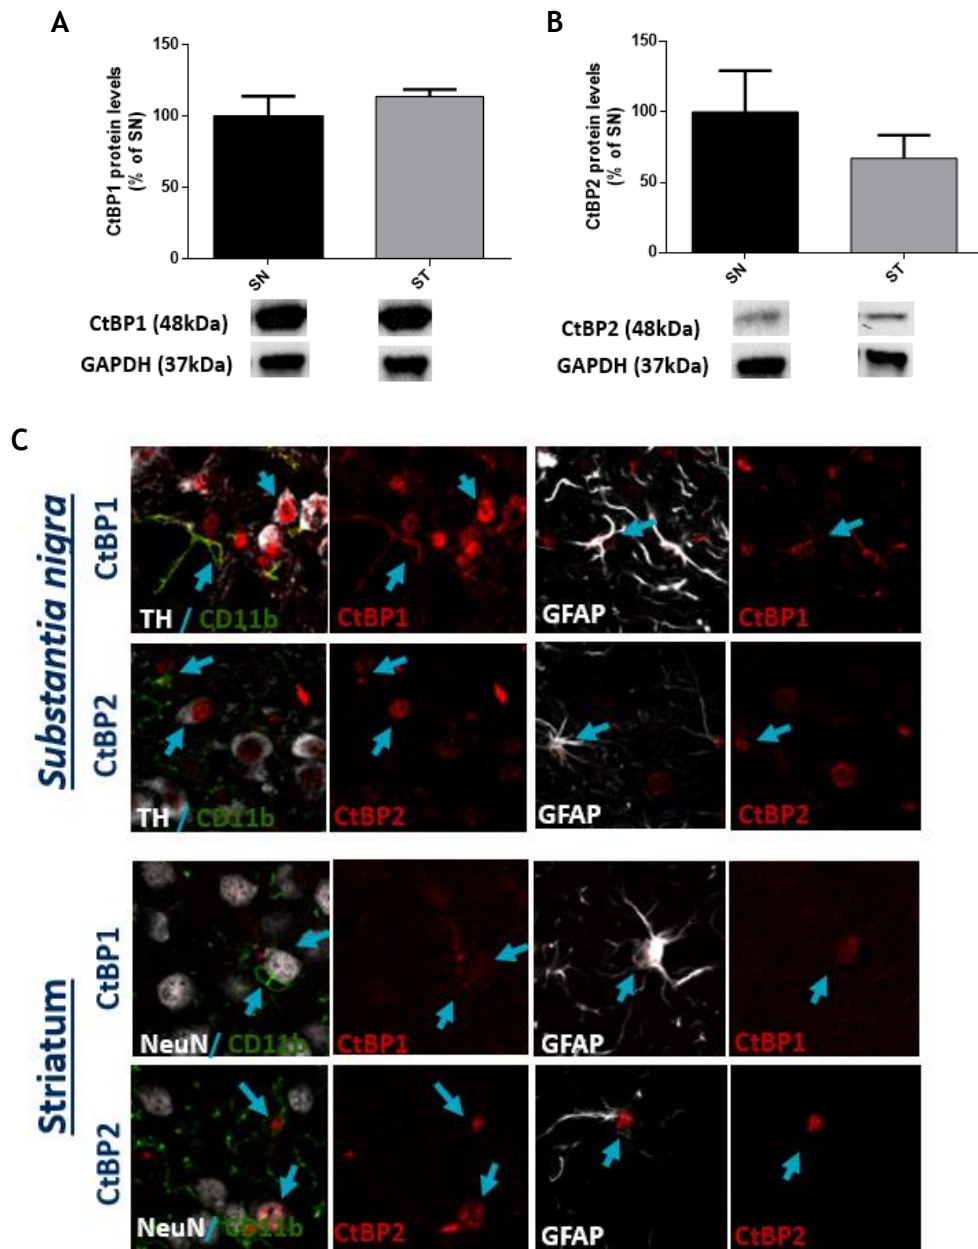 A
150
100
50
0
CtBP1 protein levels
(% of SN)
SN
ST
CtBP1 (48kDa)
GAPDH (37kDa)
B
150
100
50
0
CtBP2 protein levels
(% of SN)
SN
ST
CtBP2 (48kDa)
GAPDH (37kDa)
C
Substantia nigra
CtBP1
TH / CD11b
CtBP1
GFAP
CtBP1
CtBP2
TH / CD11b
CtBP2
GFAP
CtBP2
Striatum
CtBP1
NeuN/ CD11b
CtBP1
GFAP
CtBP1
CtBP2
NeuN/ CD11b
CtBP2
GFAP
CtBP2